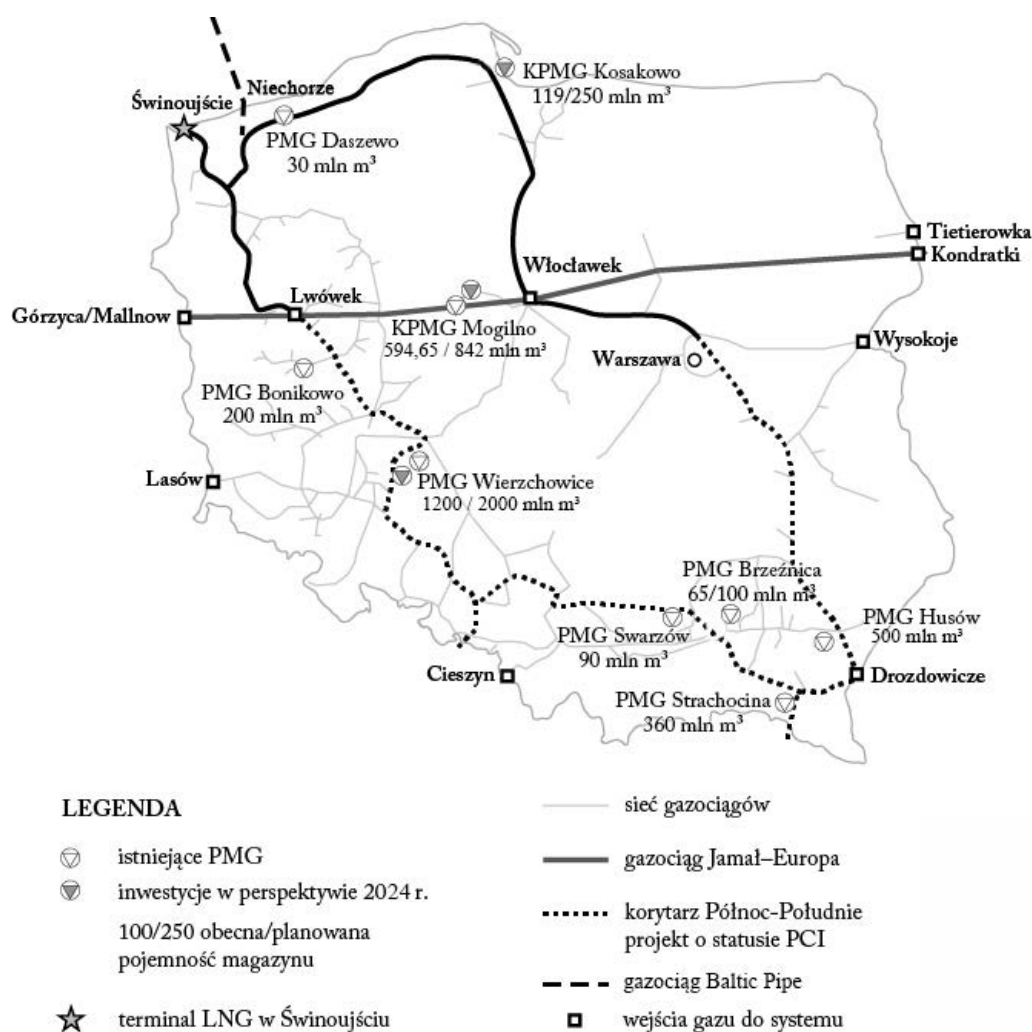 KPMG Kosakowo
119/250 mln m³
Niechorze
Świnoujście
PMG Daszewo
30 mln m³
Tietierowka
Kondratki
Włocławek
Lwówek
Górzyca/Mallnow
KPMG Mogilno
594,65 / 842 mln m³
Wysokoje
Warszawa
PMG Bonikowo
200 mln m³
Lasów
PMG Wierzchowice
1200 / 2000 mln m³
PMG Brzeźnica
65/100 mln m³
PMG Husów
500 mln m³
PMG Swarzów
90 mln m³
Cieszyn
Drozdowicze
PMG Strachocina
360 mln m³
LEGENDA
istniejące PMG
inwestycje w perspektywie 2024 r.
100/250 obecna/planowana
pojemność magazynu
terminal LNG w Świnoujściu
sieć gazociągów
gazociąg Jamał–Europa
korytarz Północ-Południe
projekt o statusie PCI
gazociąg Baltic Pipe
wejścia gazu do systemu